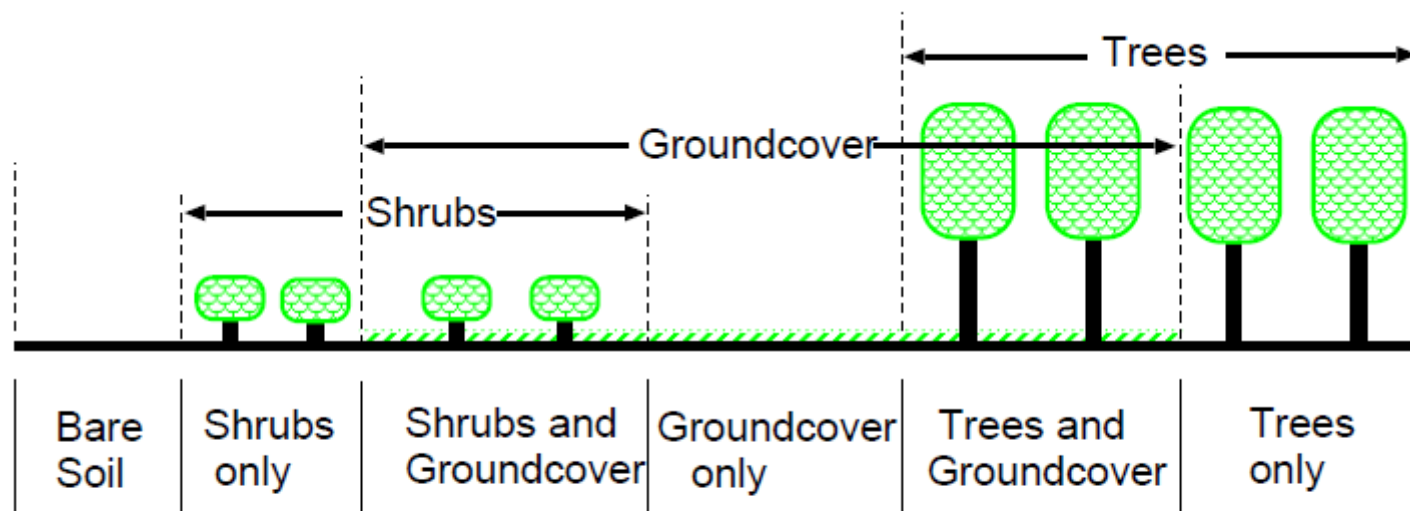 Trees
Groundcover
Shrubs
Bare
Soil
Shrubs
only
Shrubs and
Groundcover
Groundcover
only
Trees and
Groundcover
Trees
only